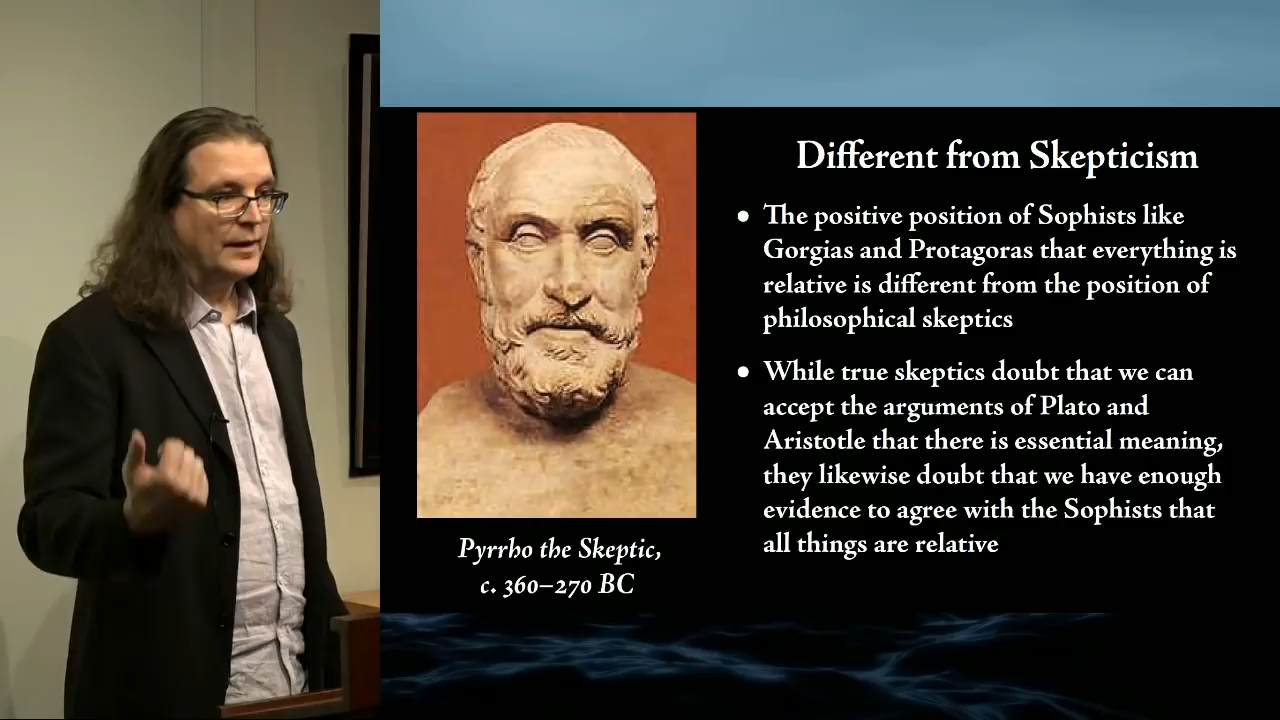 Different from Skepticism
• The positive position of Sophists like
Gorgias and Protagoras that everything is
relative is different from the position of
philosophical skeptics
• While true skeptics doubt that we can
accept the arguments of Plato and
Aristotle that there is essential meaning,
they likewise doubt that we have enough
evidence to agree with the Sophists that
all things are relative
Pyrrho the Skeptic,
c. 360–270 BC